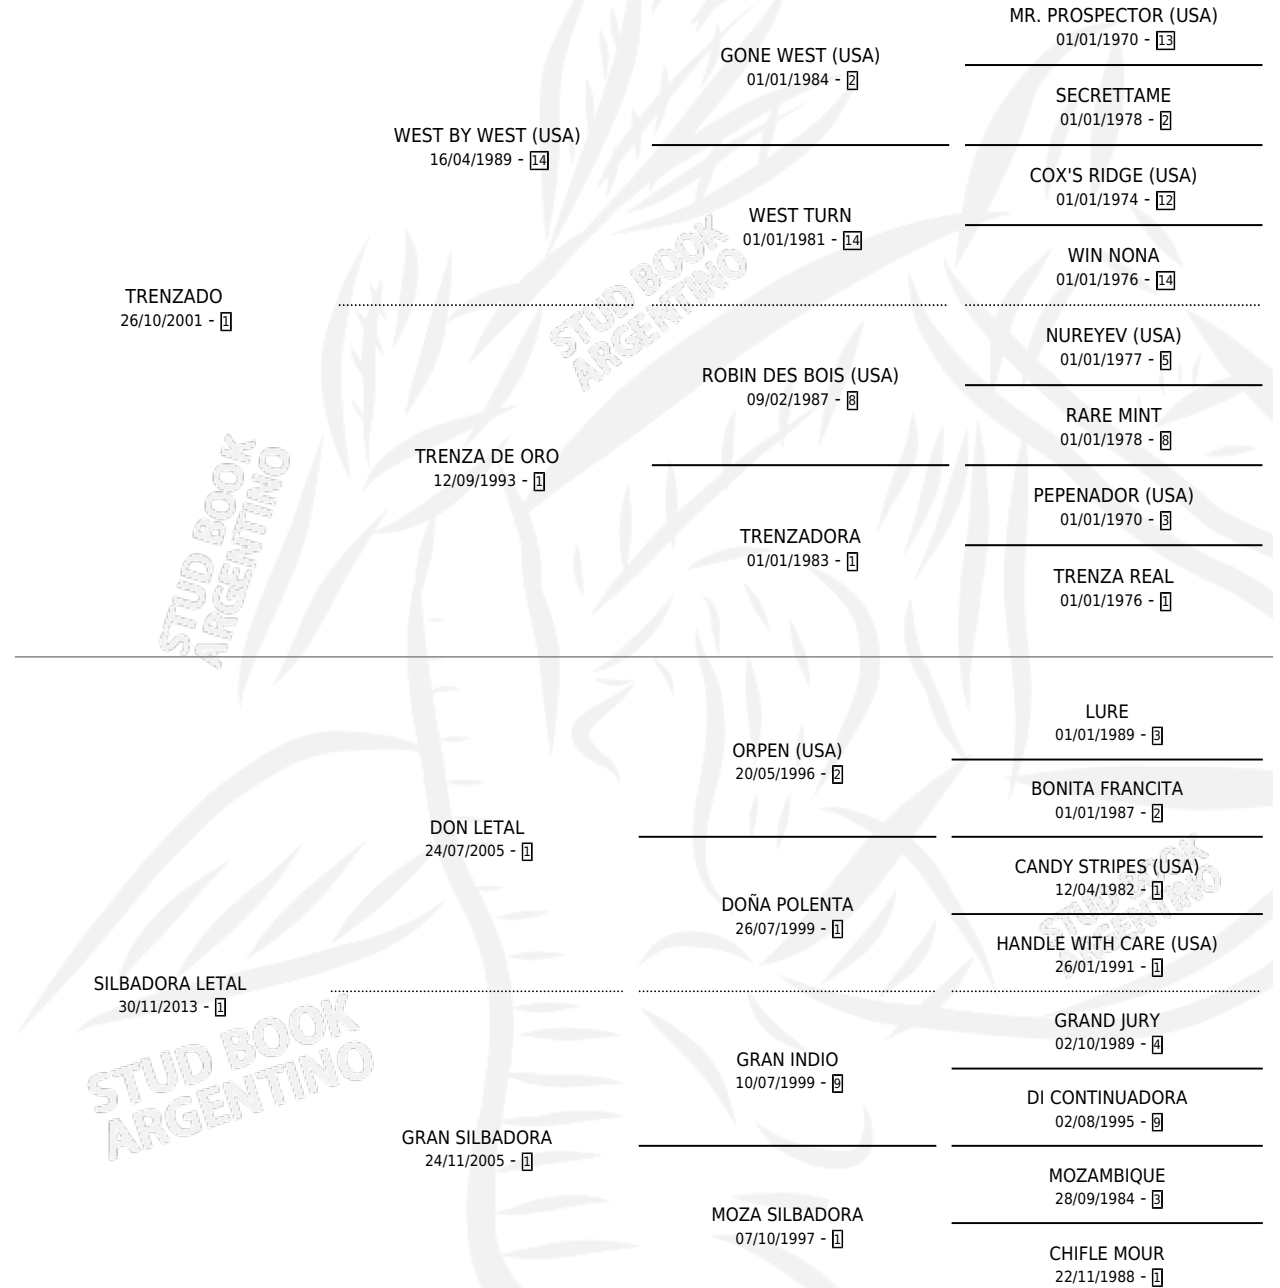 MR. PROSPECTOR (USA)
01/01/1970 - 13
GONE WEST (USA)
01/01/1984 - 2
SECRETTAME
01/01/1978 - 2
WEST BY WEST (USA)
16/04/1989 - 14
COX'S RIDGE (USA)
01/01/1974 - 12
WEST TURN
01/01/1981 - 14
WIN NONA
01/01/1976 - 14
TRENZADO
26/10/2001 - 1
NUREYEV (USA)
01/01/1977 - 5
ROBIN DES BOIS (USA)
09/02/1987 - 8
RARE MINT
01/01/1978 - 8
TRENZA DE ORO
12/09/1993 - 1
PEPENADOR (USA)
01/01/1970 - 3
TRENZADORA
01/01/1983 - 1
TRENZA REAL
01/01/1976 - 1
LURE
01/01/1989 - 3
ORPEN (USA)
20/05/1996 - 2
BONITA FRANCITA
01/01/1987 - 2
DON LETAL
24/07/2005 - 1
CANDY STRIPES (USA)
12/04/1982 - 1
DOÑA POLENTA
26/07/1999 - 1
HANDLE WITH CARE (USA)
26/01/1991 - 1
SILBADORA LETAL
30/11/2013 - 1
GRAND JURY
02/10/1989 - 4
GRAN INDIO
10/07/1999 - 9
DI CONTINUADORA
02/08/1995 - 9
GRAN SILBADORA
24/11/2005 - 1
MOZAMBIQUE
28/09/1984 - 3
MOZA SILBADORA
07/10/1997 - 1
CHIFLE MOUR
22/11/1988 - 1
STUD BOOK
ARGENTINO
STUD BOOK
ARGENTINO
STUD BOOK
ARGENTINO
STUD BOOK
ARGENTINO